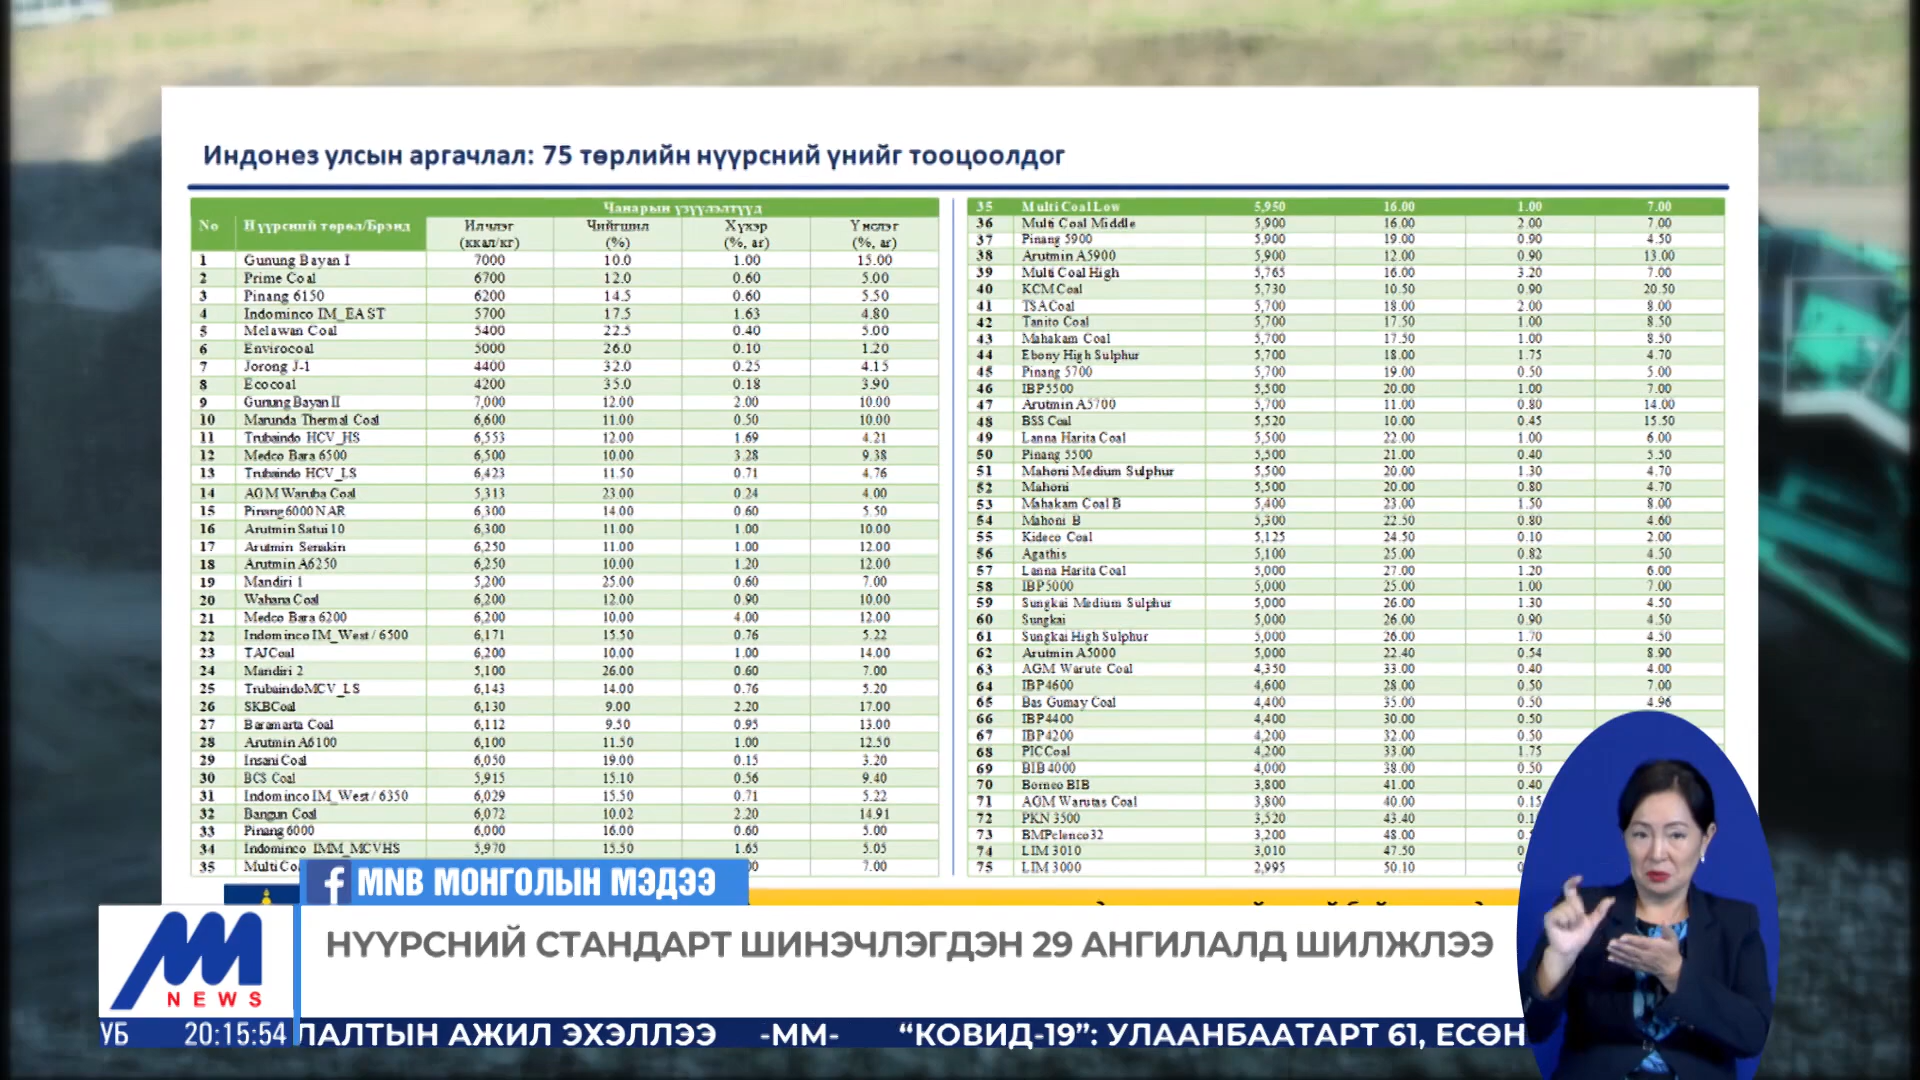 Индонез улсын аргачлал: 75 төрлийн нүүрсний үнийг тооцоолдог
No Нүүрсний төрөл/Брэнд Чанарын үзүүлэлтүүд
Илчлэг (ккал/кг) Чийгшил (%) Хүхэр (%, ar) Үнслэг (%, ar)
1 Gunung Bayan I 7000 10.0 1.00 15.00
2 Prime Coal 6700 12.0 0.60 5.00
3 Pinang 6150 6200 14.5 0.60 5.50
4 Indominco IM_EAST 5700 17.5 1.63 4.80
5 Melawan Coal 5400 22.5 0.40 5.00
6 Envirocoal 5000 26.0 0.10 1.20
7 Jorong J-1 4400 32.0 0.25 4.15
8 Ecocoal 4200 35.0 0.18 3.90
9 Gunung Bayan II 7,000 12.00 2.00 10.00
10 Marunda Thermal Coal 6,600 11.00 0.50 10.00
11 Trubaindo HCV_HS 6,553 12.00 1.69 4.21
12 Medco Bara 6500 6,500 10.00 3.28 9.38
13 Trubaindo HCV_LS 6,423 11.50 0.71 4.76
14 AGM Waruba Coal 5,313 23.00 0.24 4.00
15 Pinang6000NAR 6,300 14.00 0.60 5.50
16 Arutmin Satui 10 6,300 11.00 1.00 10.00
17 Arutmin Senakin 6,250 11.00 1.00 12.00
18 Arutmin A6250 6,250 10.00 1.20 12.00
19 Mandiri 1 5,200 25.00 0.60 7.00
20 Wahana Coal 6,200 12.00 0.90 10.00
21 Medco Bara 6200 6,200 10.00 4.00 12.00
22 Indominco IM_West / 6500 6,171 15.50 0.76 5.22
23 TAJCoal 6,200 10.00 1.00 14.00
24 Mandiri 2 5,100 26.00 0.60 7.00
25 TrubaindoMCV_LS 6,143 14.00 0.76 5.20
26 SKBCoal 6,130 9.00 2.20 17.00
27 Baramarta Coal 6,112 9.50 0.95 13.00
28 Arutmin A6100 6,100 11.50 1.00 12.50
29 Insani Coal 6,050 19.00 0.15 3.20
30 BCS Coal 5,915 15.10 0.56 9.40
31 Indominco IM_West / 6350 6,029 15.50 0.71 5.22
32 Bangun Coal 6,072 10.02 2.20 14.91
33 Pinang 6000 6,000 16.00 0.60 5.00
34 Indominco IMM_MCVHS 5,970 15.50 1.65 5.05
35 MultiCo 00 7.00
35 Multi Coal Low 5,950 16.00 1.00 7.00
36 Multi Coal Middle 5,900 16.00 2.00 7.00
37 Pinang 5900 5,900 19.00 0.90 4.50
38 Arutmin A5900 5,900 12.00 0.90 13.00
39 Multi Coal High 5,765 16.00 3.20 7.00
40 KCM Coal 5,730 10.50 0.90 20.50
41 TSACoal 5,700 18.00 2.00 8.00
42 Tanito Coal 5,700 17.50 1.00 8.50
43 Mahakam Coal 5,700 17.50 1.00 8.50
44 Ebony High Sulphur 5,700 18.00 1.75 4.70
45 Pinang 5700 5,700 19.00 0.50 5.00
46 IBP5500 5,500 20.00 1.00 7.00
47 Arutmin A5700 5,700 11.00 0.80 14.00
48 BSS Coal 5,520 10.00 0.45 15.50
49 Lanna Harita Coal 5,500 22.00 1.00 6.00
50 Pinang 5500 5,500 21.00 0.40 5.50
51 Mahoni Medium Sulphur 5,500 20.00 1.30 4.70
52 Mahoni 5,500 20.00 0.80 4.70
53 Mahakam Coal B 5,400 23.00 1.50 8.00
54 Mahoni B 5,300 22.50 0.80 4.60
55 Kideco Coal 5,125 24.50 0.10 2.00
56 Agathis 5,100 25.00 0.82 4.50
57 Lanna Harita Coal 5,000 27.00 1.20 6.00
58 IBP5000 5,000 25.00 1.00 7.00
59 Sungkai Medium Sulphur 5,000 26.00 1.30 4.50
60 Sungkai 5,000 26.00 0.90 4.50
61 Sungkai High Sulphur 5,000 26.00 1.70 4.50
62 Arutmin A5000 5,000 22.40 0.54 8.90
63 AGM Warute Coal 4,350 33.00 0.40 4.00
64 IBP4600 4,600 28.00 0.50 7.00
65 Bas Gumay Coal 4,400 35.00 0.50 4.96
66 IBP4400 4,400 30.00 0.50
67 IBP4200 4,200 32.00 0.50
68 PICCoal 4,200 33.00 1.75
69 BIB 4000 4,000 38.00 0.50
70 Borneo BIB 3,800 41.00 0.40
71 AGM Warutas Coal 3,800 40.00 0.15
72 PKN 3500 3,520 43.40 0.1
73 BMPelenco32 3,200 48.00 0.
74 LIM 3010 3,010 47.50 0
75 LIM 3000 2,995 50.10 0
MNB МОНГОЛЫН МЭДЭЭ
НҮҮРСНИЙ СТАНДАРТ ШИНЭЧЛЭГДЭН 29 АНГИЛАЛД ШИЛЖЛЭЭ
NEWS
УБ 20:15:54 ЛАЛТЫН АЖИЛ ЭХЭЛЛЭЭ -ММ- “КОВИД-19”: УЛААНБААТАРТ 61, ЕСӨН